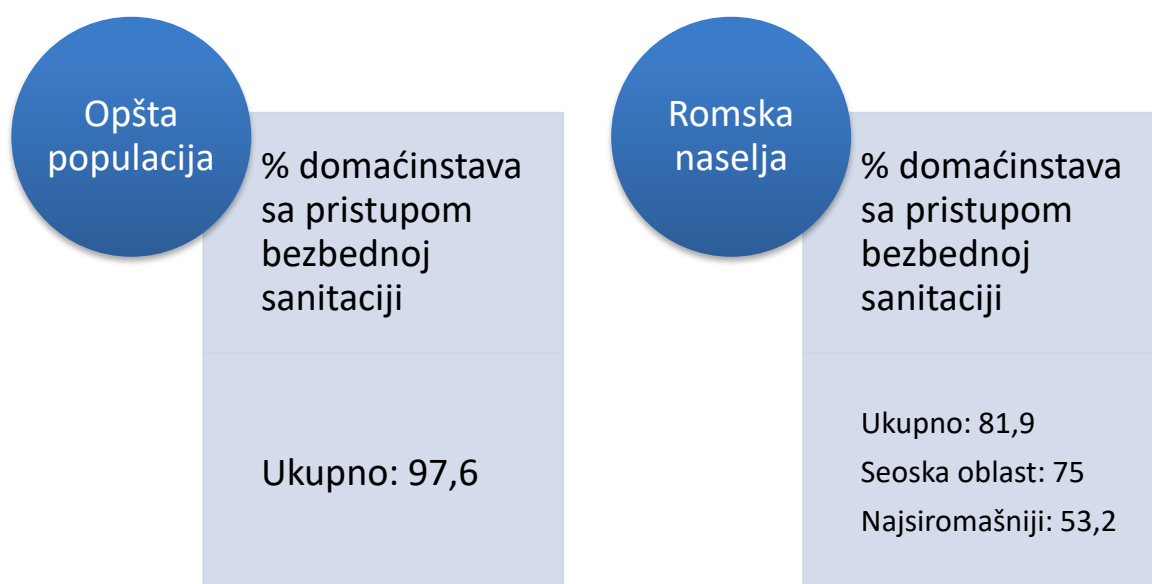 Opšta
populacija
% domaćinstava
sa pristupom
bezbednoj
sanitaciji
Ukupno: 97,6
Romska
naselja
% domaćinstava
sa pristupom
bezbednoj
sanitaciji
Ukupno: 81,9
Seoska oblast: 75
Najsiromašniji: 53,2